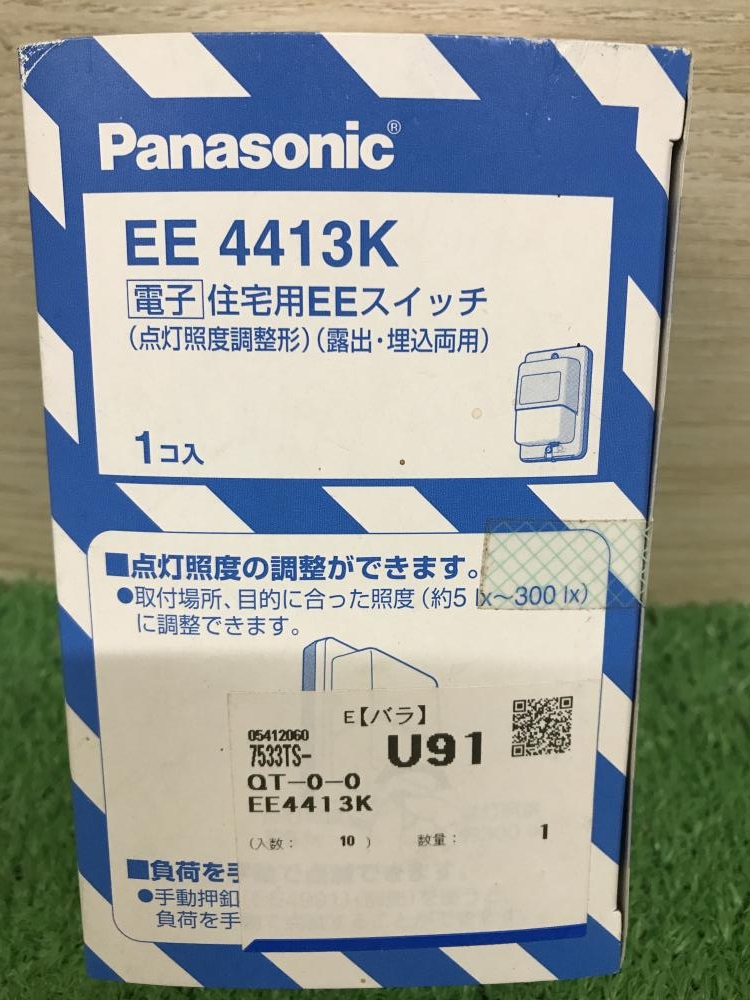 Panasonic®
EE 4413K
電子 住宅用EEスイッチ
(点灯照度調整形)(露出・埋込両用)
1コ入
■点灯照度の調整ができます。
●取付場所、目的に合った照度(約5 lx～300 lx)
に調整できます。
E【バラ】
05412060
7533TS-
U91
QT-0-0
EE4413K
(入数: 10 ) 数量: 1
■負荷を手
●手動押釦
負荷を手